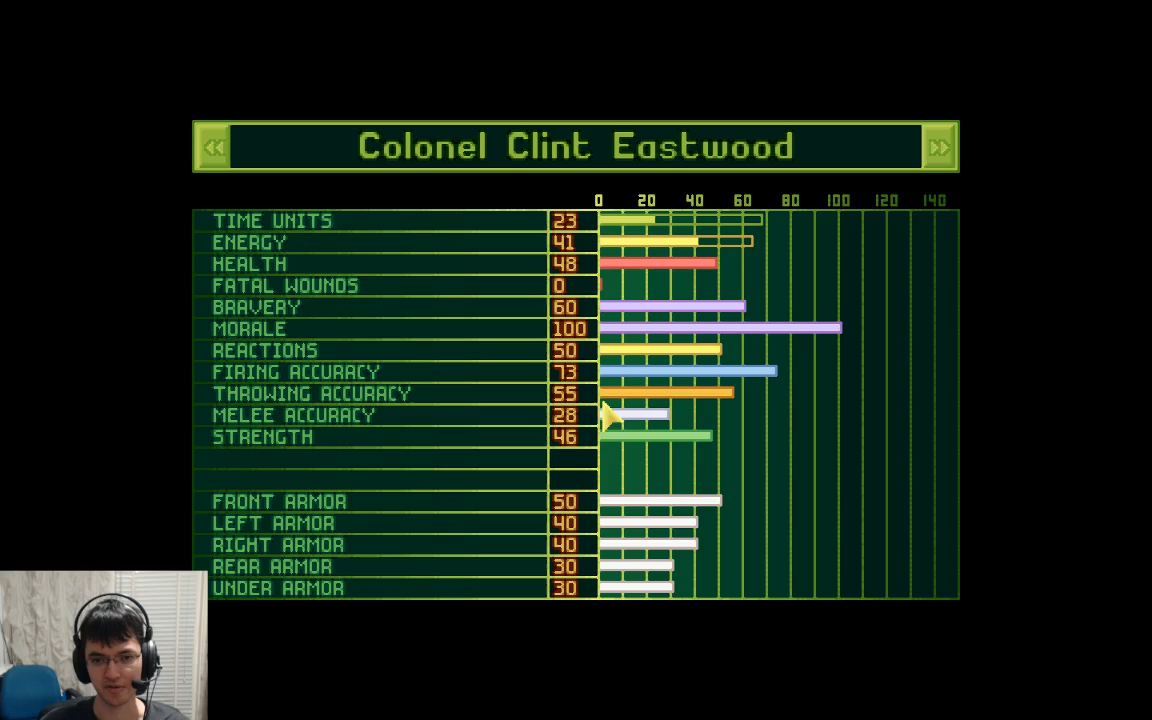 Colonel Clint Eastwood
0 20 40 60 80 100 120 140
TIME UNITS 23
ENERGY 41
HEALTH 48
FATAL WOUNDS 0
BRAVERY 60
MORALE 100
REACTIONS 50
FIRING ACCURACY 73
THROWING ACCURACY 55
MELEE ACCURACY 28
STRENGTH 46
FRONT ARMOR 50
LEFT ARMOR 40
RIGHT ARMOR 40
REAR ARMOR 30
UNDER ARMOR 30